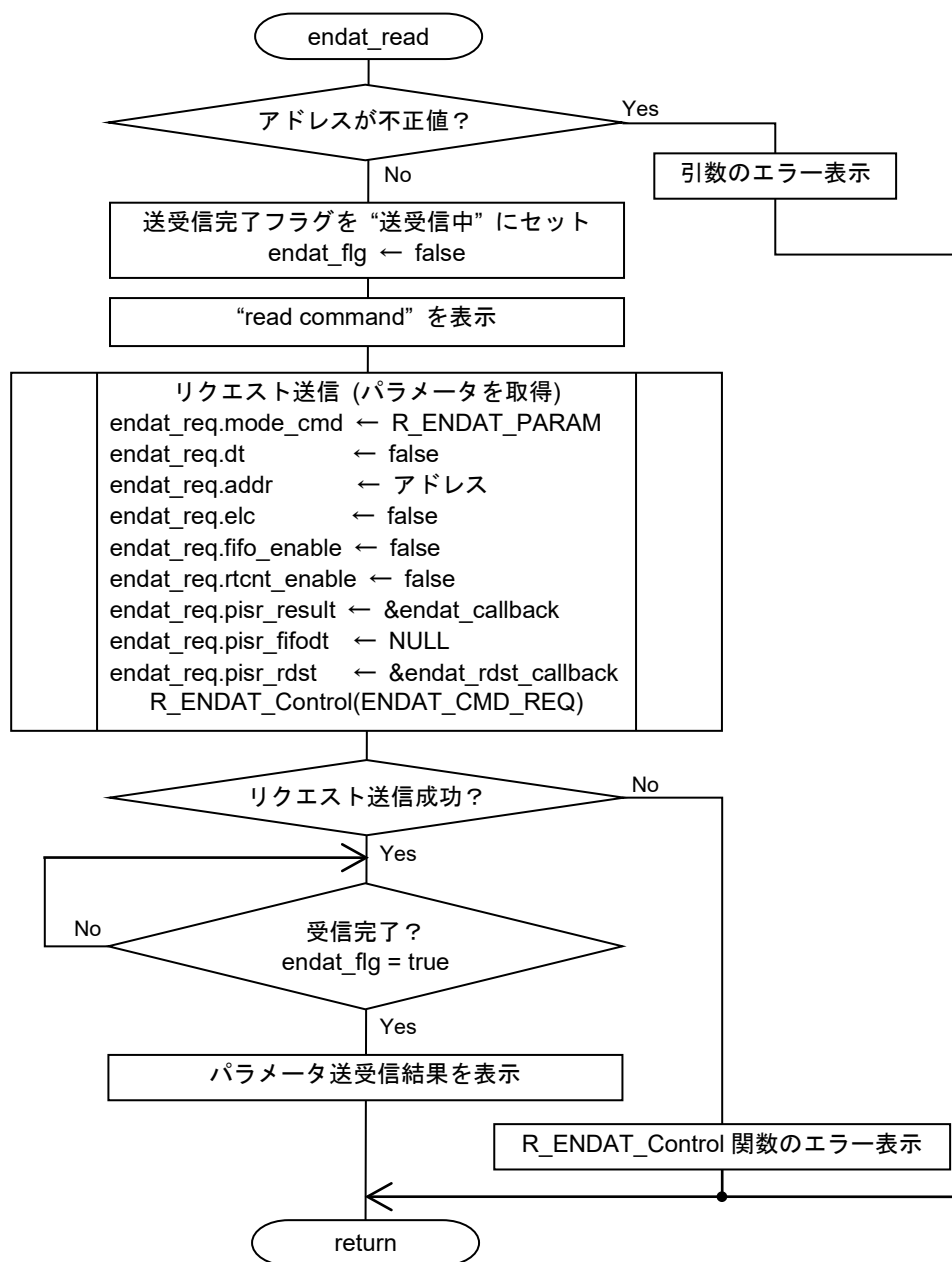 endat_read
アドレスが不正値？
Yes
引数のエラー表示
No
送受信完了フラグを “送受信中” にセット
endat_flg ← false
“read command” を表示
リクエスト送信 (パラメータを取得)
endat_req.mode_cmd ← R_ENDAT_PARAM
endat_req.dt ← false
endat_req.addr ← アドレス
endat_req.elc ← false
endat_req.fifo_enable ← false
endat_req.rtcnt_enable ← false
endat_req.pisr_result ← &endat_callback
endat_req.pisr_fifodt ← NULL
endat_req.pisr_rdst ← &endat_rdst_callback
R_ENDAT_Control(ENDAT_CMD_REQ)
リクエスト送信成功？
No
Yes
受信完了？
endat_flg = true
No
Yes
パラメータ送受信結果を表示
R_ENDAT_Control 関数のエラー表示
return